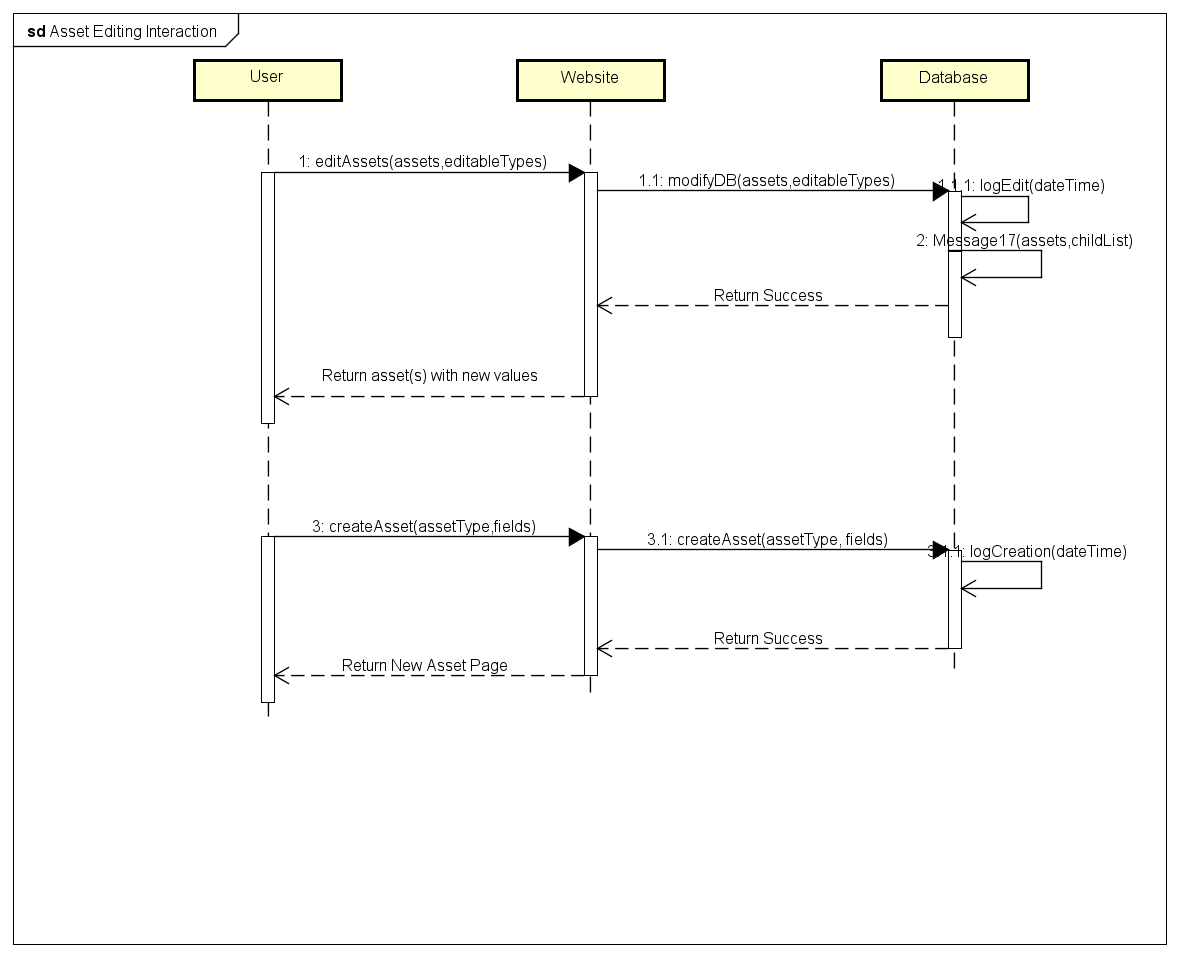 sd Asset Editing Interaction
User
Website
Database
1: editAssets(assets,editableTypes)
1.1: modifyDB(assets,editableTypes)
1.1.1: logEdit(dateTime)
2: Message17(assets,childList)
Return Success
Return asset(s) with new values
3: createAsset(assetType,fields)
3.1: createAsset(assetType, fields)
3.1.1: logCreation(dateTime)
Return Success
Return New Asset Page